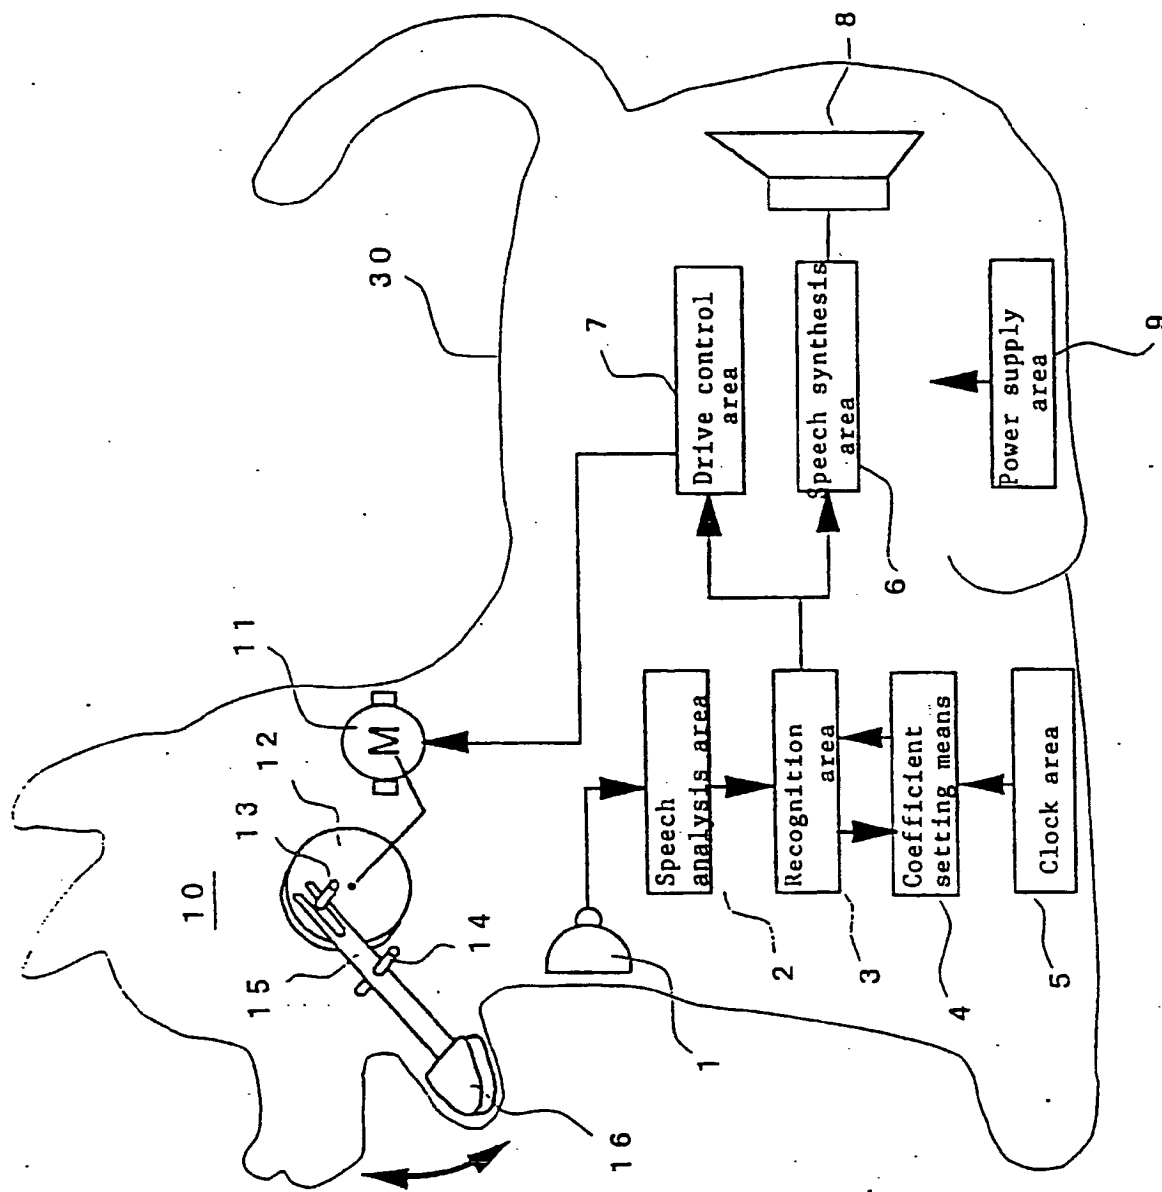 10
11
12
13
14
15
16
30
1
Speech
analysis area
2
Recognition
area
3
Coefficient
setting means
4
Clock area
5
Drive control
area
7
Speech synthesis
area
6
8
Power supply
area
9
M